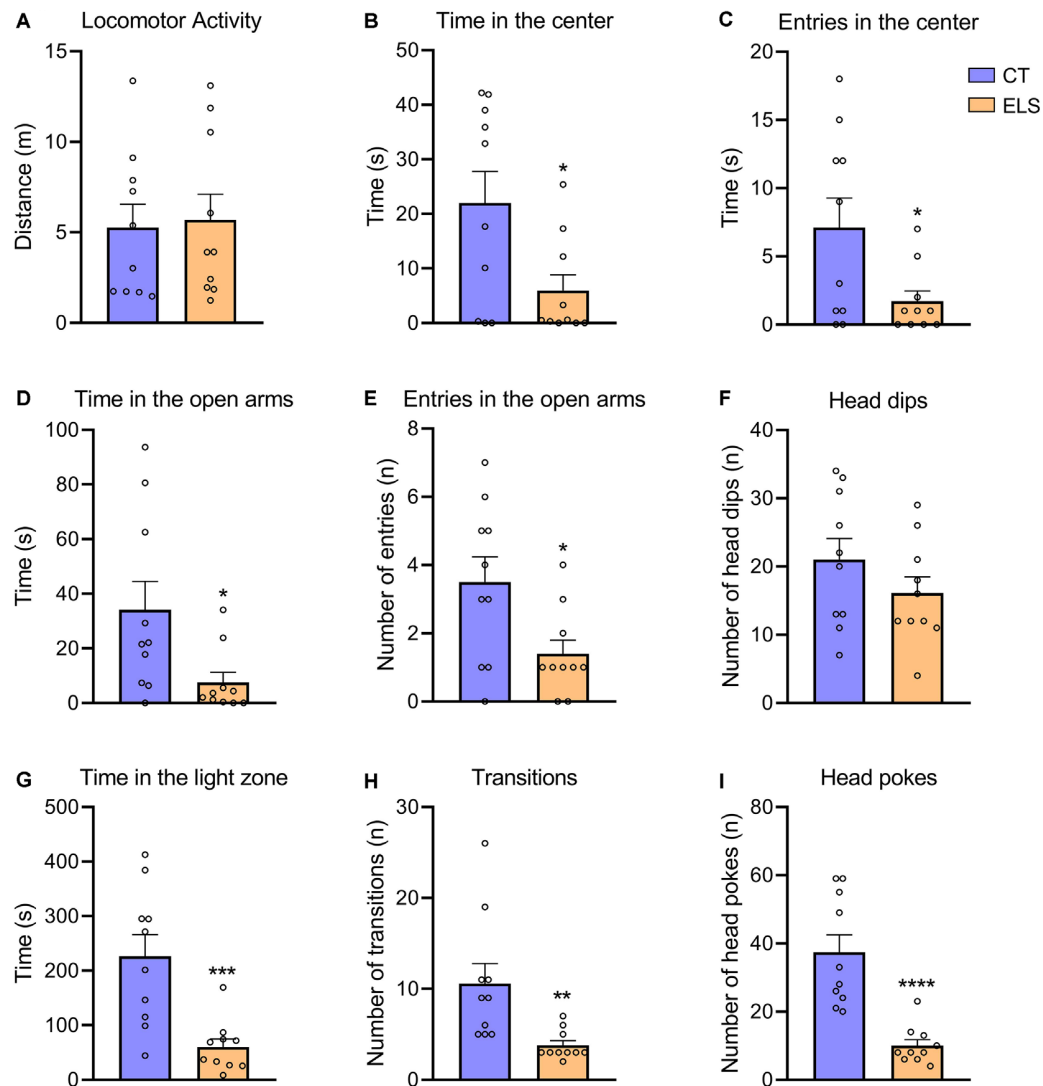 A Locomotor Activity
Distance (m)
15
10
5
0
B Time in the center
Time (s)
50
40
30
20
10
0
*
C Entries in the center
Time (s)
20
15
10
5
0
*
CT
ELS
D Time in the open arms
Time (s)
100
80
60
40
20
0
*
E Entries in the open arms
Number of entries (n)
8
6
4
2
0
*
F Head dips
Number of head dips (n)
40
30
20
10
0
G Time in the light zone
Time (s)
500
400
300
200
100
0
***
H Transitions
Number of transitions (n)
30
20
10
0
**
I Head pokes
Number of head pokes (n)
80
60
40
20
0
****